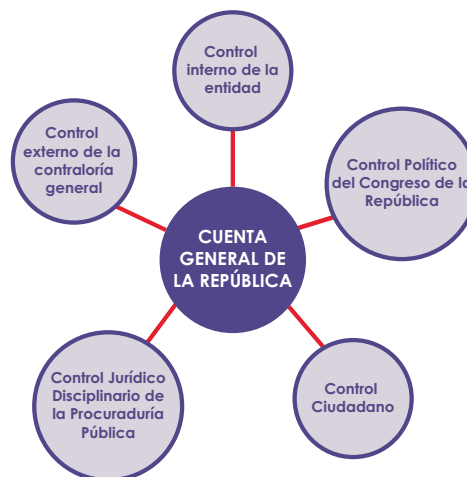 Control
interno de la
entidad
Control
externo de la
contraloría
general
Control Político
del Congreso de la
República
CUENTA
GENERAL DE
LA REPÚBLICA
Control Jurídico
Disciplinario de
la Procuraduría
Pública
Control
Ciudadano